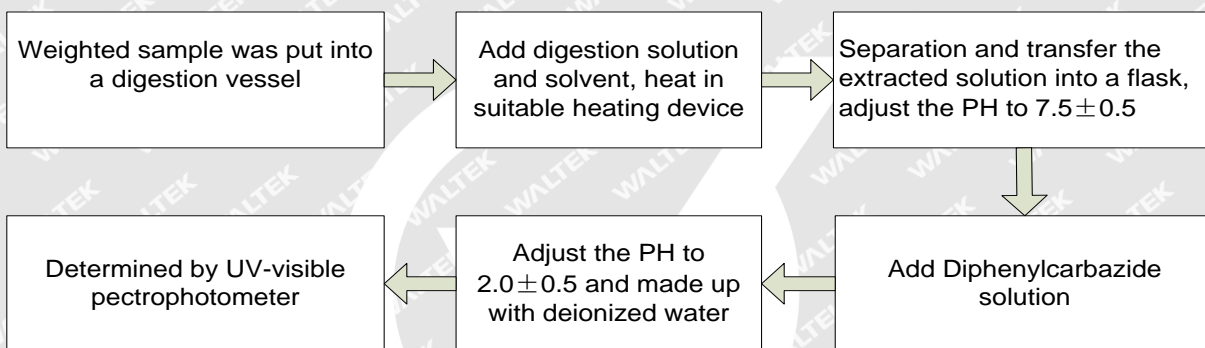 Weighted sample was put into
a digestion vessel
Add digestion solution
and solvent, heat in
suitable heating device
Separation and transfer the
extracted solution into a flask,
adjust the PH to 7.5±0.5
Add Diphenylcarbazide
solution
Adjust the PH to
2.0±0.5 and made up
with deionized water
Determined by UV-visible
pectrophotometer
WALTEK